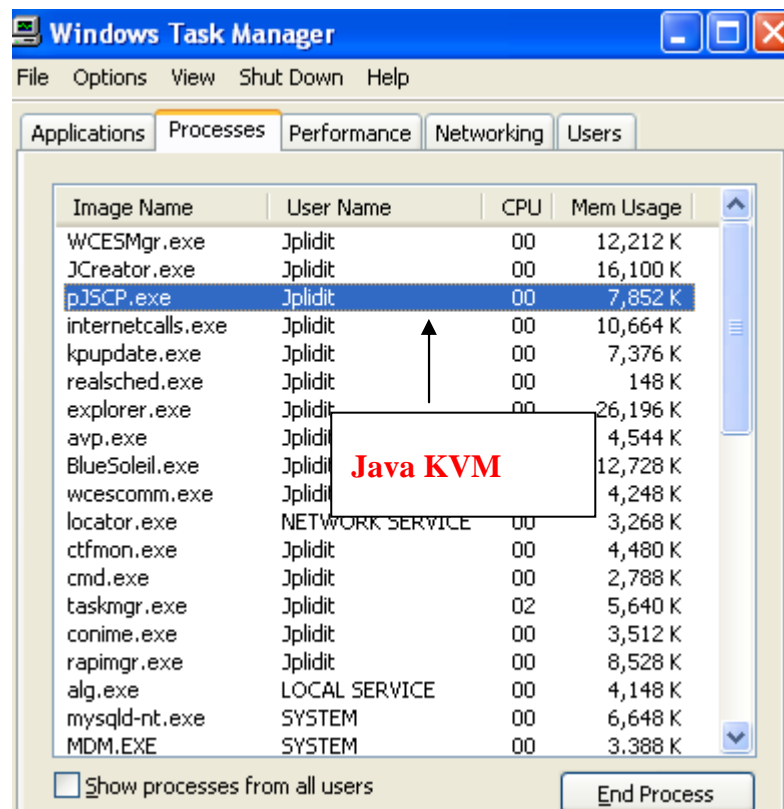 Windows Task Manager
File Options View Shut Down Help
Applications Processes Performance Networking Users
Image Name User Name CPU Mem Usage
WCESMgr.exe Jplidit 00 12,212 K
JCreator.exe Jplidit 00 16,100 K
pJSCP.exe Jplidit 00 7,852 K
internetcalls.exe Jplidit 00 10,664 K
kpupdate.exe Jplidit 00 7,376 K
realsched.exe Jplidit 00 148 K
explorer.exe Jplidit 00 26,196 K
avp.exe 4,544 K
BlueSoleil.exe 12,728 K
Java KVM
wcescomm.exe 4,248 K
locator.exe NETWORK SERVICE 00 3,268 K
ctfmon.exe Jplidit 00 4,480 K
cmd.exe Jplidit 00 2,788 K
taskmgr.exe Jplidit 02 5,640 K
conime.exe Jplidit 00 3,512 K
rapimgr.exe Jplidit 00 8,528 K
alg.exe LOCAL SERVICE 00 4,148 K
mysqld-nt.exe SYSTEM 00 6,648 K
MDM.EXE SYSTEM 00 3.388 K
Show processes from all users End Process